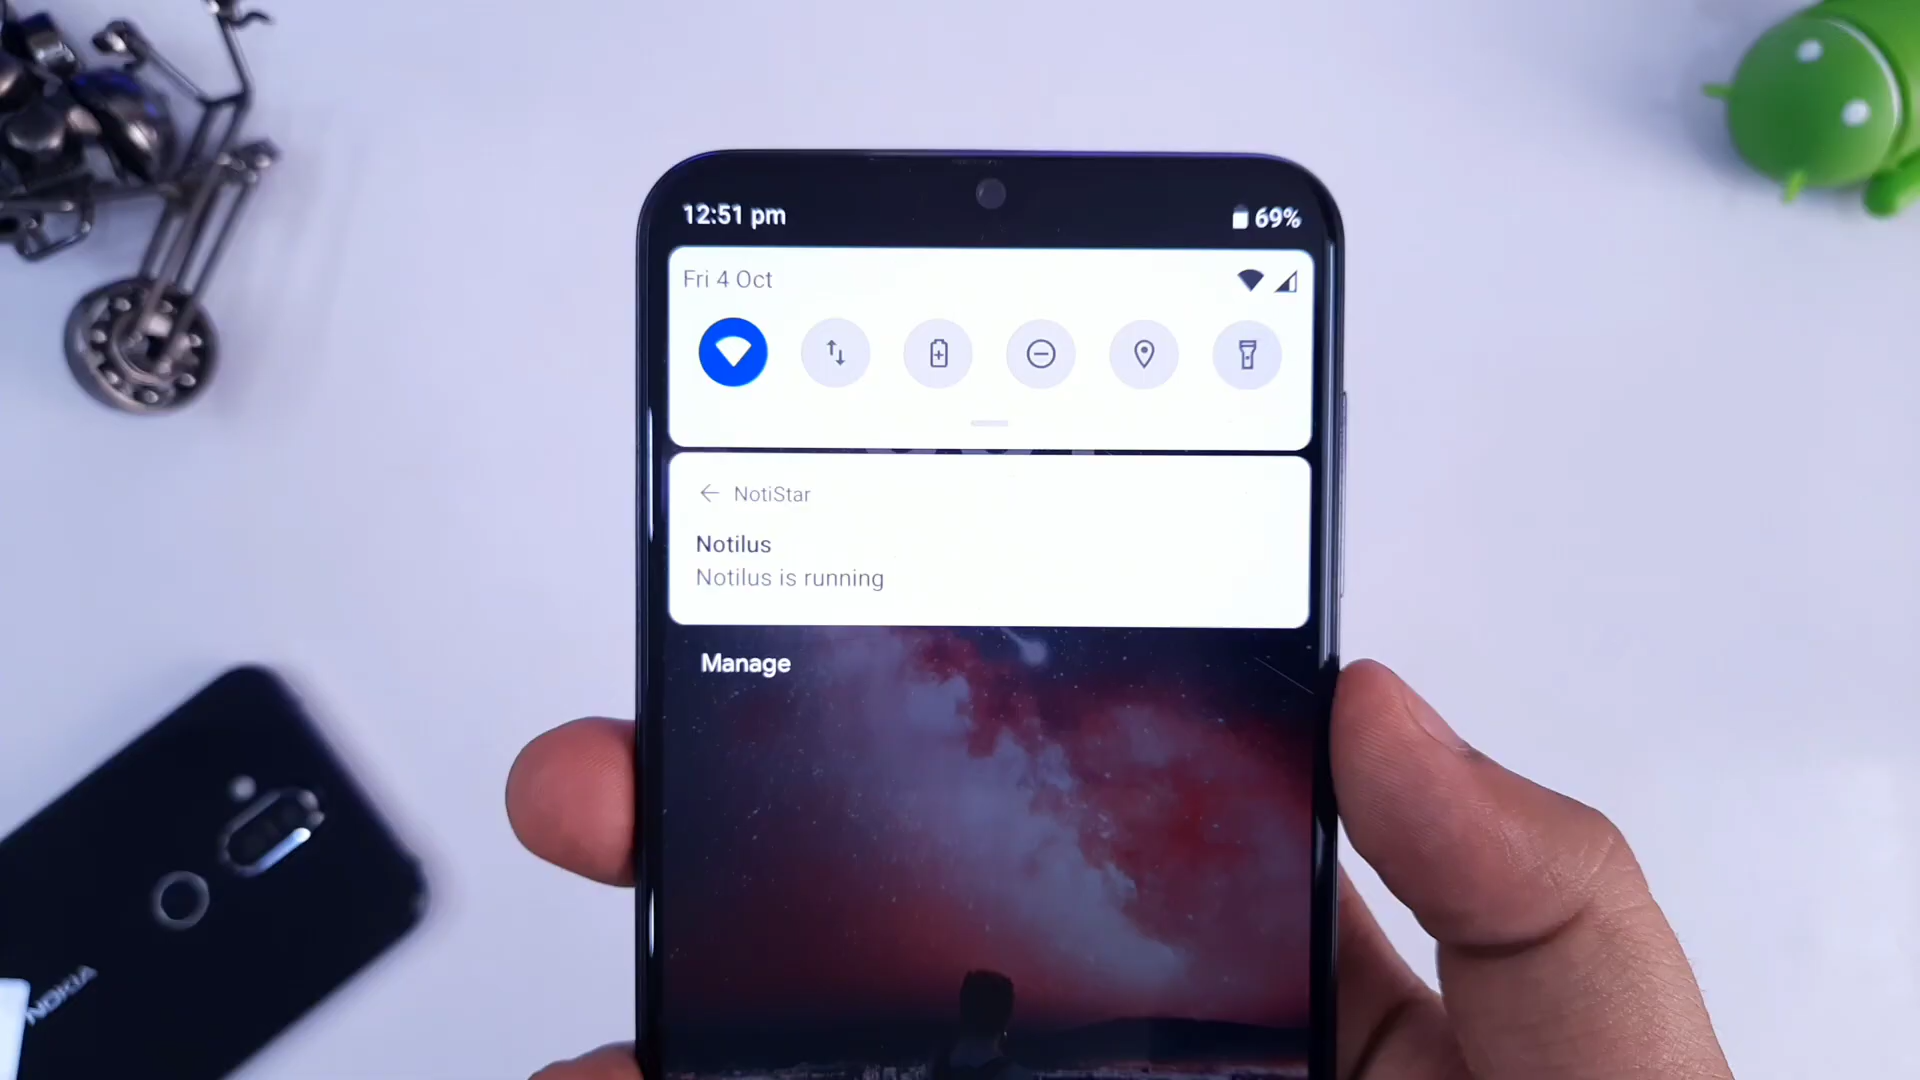 12:51 pm
69%
Fri 4 Oct
NotiStar
Notilus
Notilus is running
Manage
NOKIA